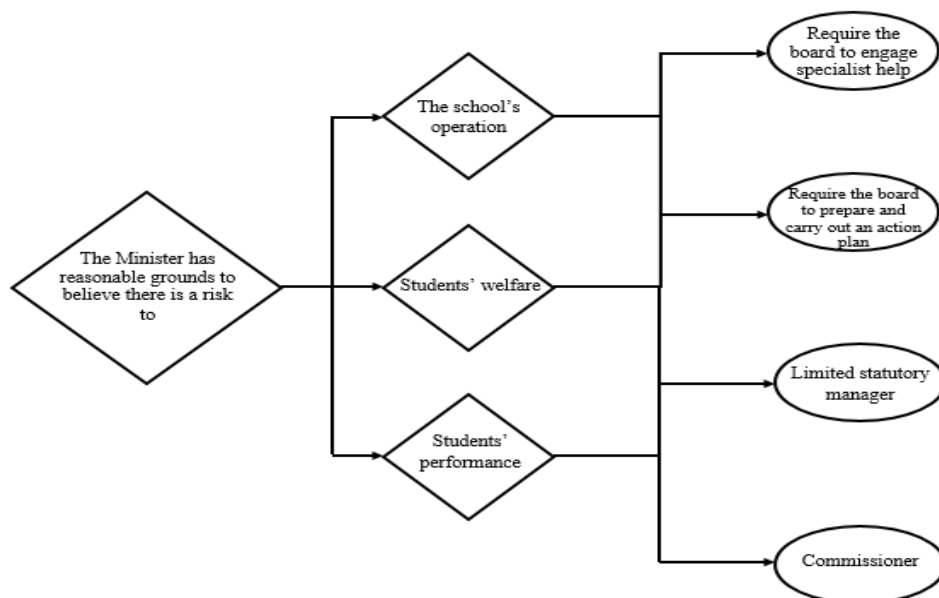 The Minister has
reasonable grounds to
believe there is a risk
to
The school’s
operation
Students’ welfare
Students’
performance
Require the
board to engage
specialist help
Require the board
to prepare and
carry out an action
plan
Limited statutory
manager
Commissioner